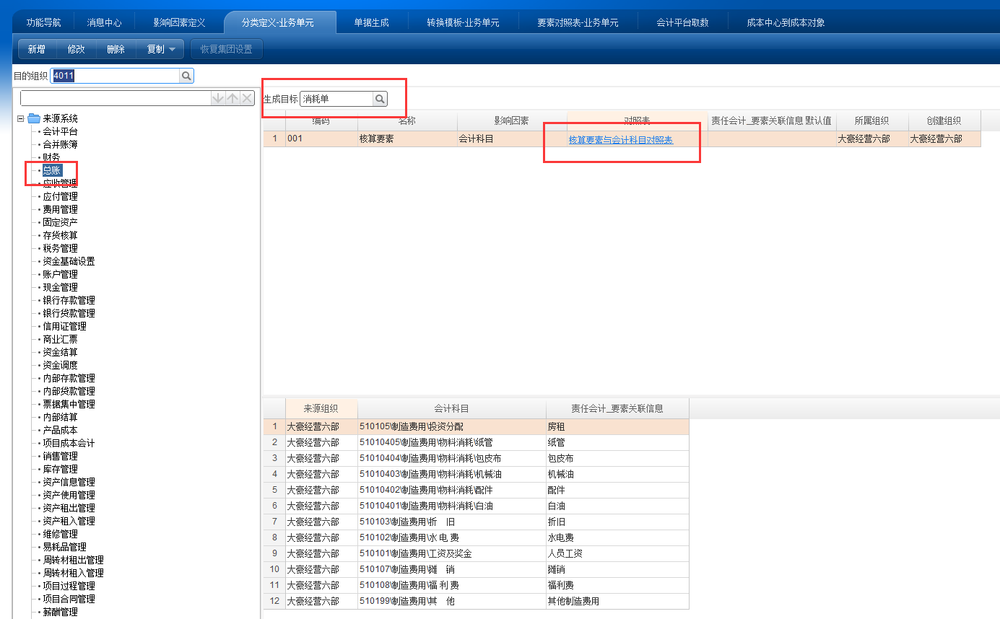 功能导航 消息中心 影响因素定义 分类定义-业务单元 单据生成 转换模板-业务单元 要素对照表-业务单元 会计平台取数 成本中心到成本对象
新增 修改 删除 复制 恢复集团设置
目的组织 4011
生成目标 消耗单
来源系统
会计平台
合并账簿
财务
总账
应收管理
应付管理
费用管理
固定资产
存货核算
税务管理
资金基础设置
账户管理
现金管理
银行存款管理
银行贷款管理
信用证管理
商业汇票
资金结算
资金调度
内部存款管理
内部贷款管理
票据集中管理
内部结算
产品成本
项目成本会计
销售管理
库存管理
资产信息管理
资产使用管理
资产租出管理
资产租入管理
维修管理
易耗品管理
周转材租出管理
周转材租入管理
项目过程管理
项目合同管理
薪酬管理
编码 名称 影响因素 对照表 责任会计_要素关联信息 默认值 所属组织 创建组织
1 001 核算要素 会计科目 核算要素与会计科目对照表 大豪经营六部 大豪经营六部
来源组织 会计科目 责任会计_要素关联信息
1 大豪经营六部 510105\制造费用\投资分配 房租
2 大豪经营六部 51010405\制造费用\物料消耗\纸管 纸管
3 大豪经营六部 51010404\制造费用\物料消耗\包皮布 包皮布
4 大豪经营六部 51010403\制造费用\物料消耗\机械油 机械油
5 大豪经营六部 51010402\制造费用\物料消耗\配件 配件
6 大豪经营六部 51010401\制造费用\物料消耗\白油 白油
7 大豪经营六部 510103\制造费用\折 旧 折旧
8 大豪经营六部 510102\制造费用\水 电 费 水电费
9 大豪经营六部 510101\制造费用\工资及奖金 人员工资
10 大豪经营六部 510107\制造费用\摊 销 摊销
11 大豪经营六部 510108\制造费用\福 利 费 福利费
12 大豪经营六部 510199\制造费用\其 他 其他制造费用